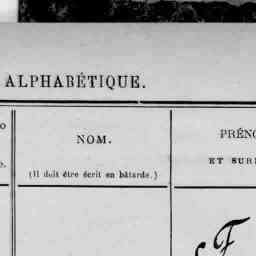 ALPHABÉTIQUE.
NOM.
(Il doit être écrit en bâtarde.)
PRÉNO
ET SUR
F